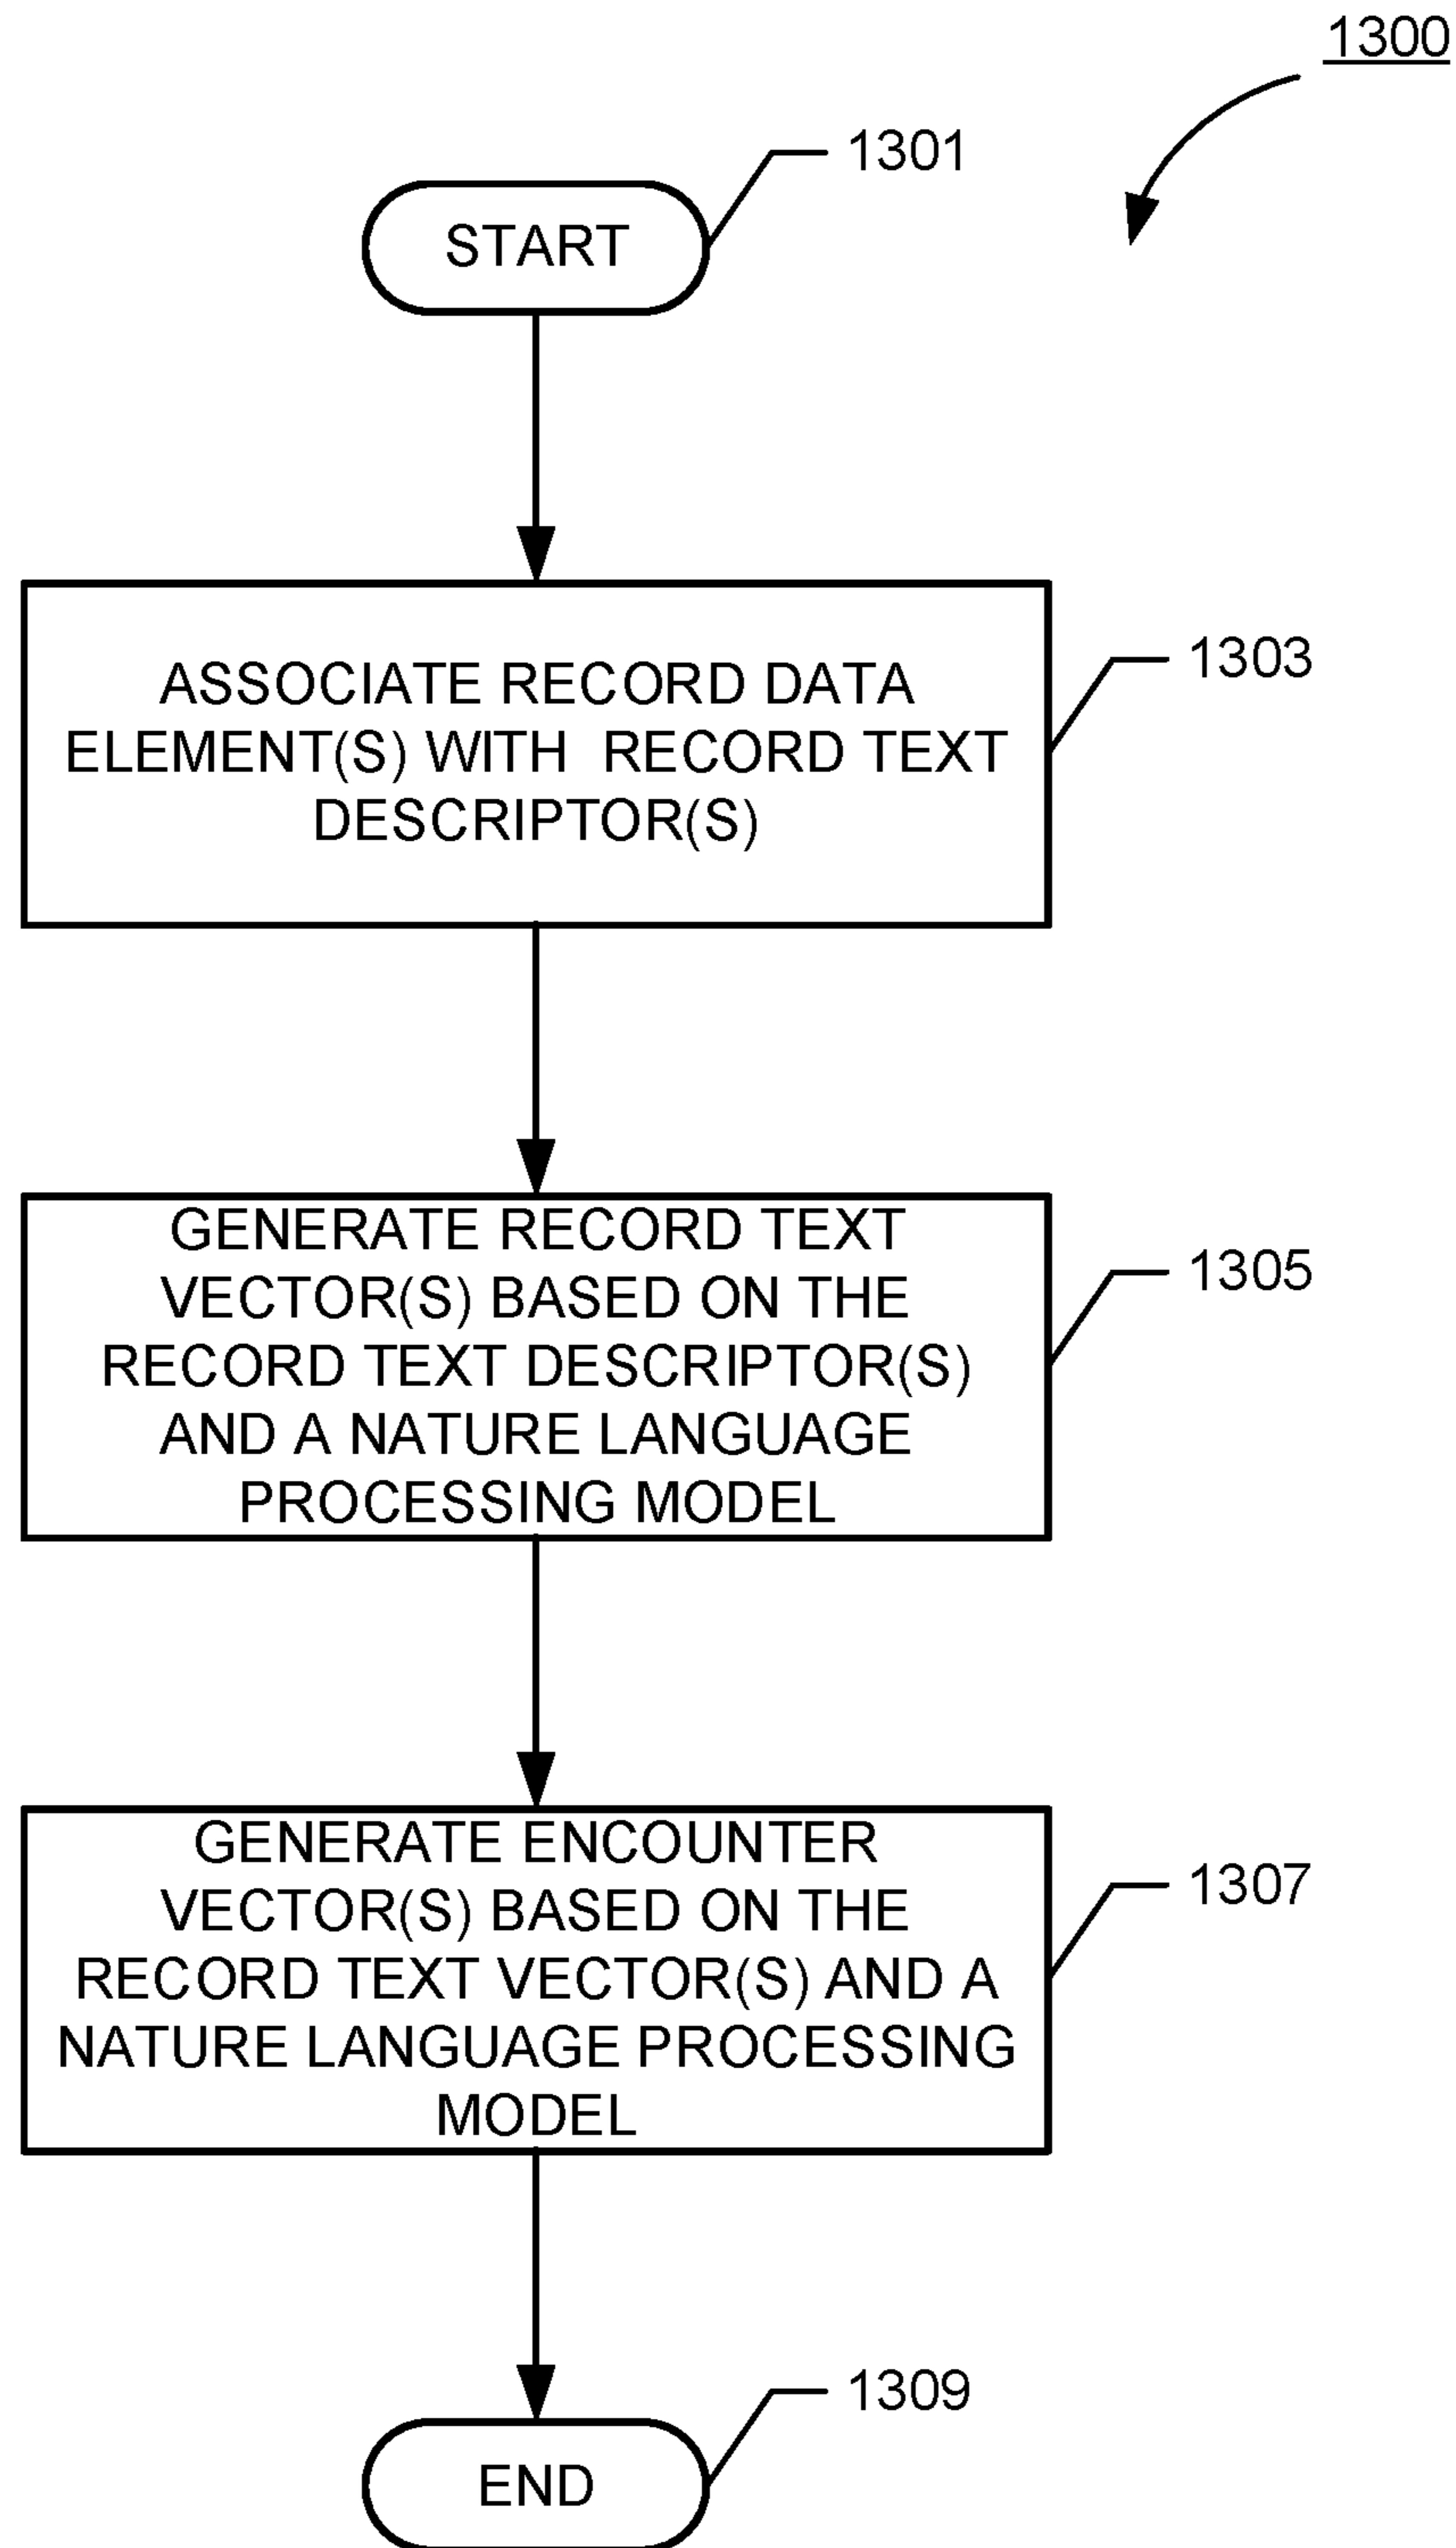 1300
1301
START
ASSOCIATE RECORD DATA
ELEMENT(S) WITH RECORD TEXT
DESCRIPTOR(S)
1303
GENERATE RECORD TEXT
VECTOR(S) BASED ON THE
RECORD TEXT DESCRIPTOR(S)
AND A NATURE LANGUAGE
PROCESSING MODEL
1305
GENERATE ENCOUNTER
VECTOR(S) BASED ON THE
RECORD TEXT VECTOR(S) AND A
NATURE LANGUAGE PROCESSING
MODEL
1307
1309
END